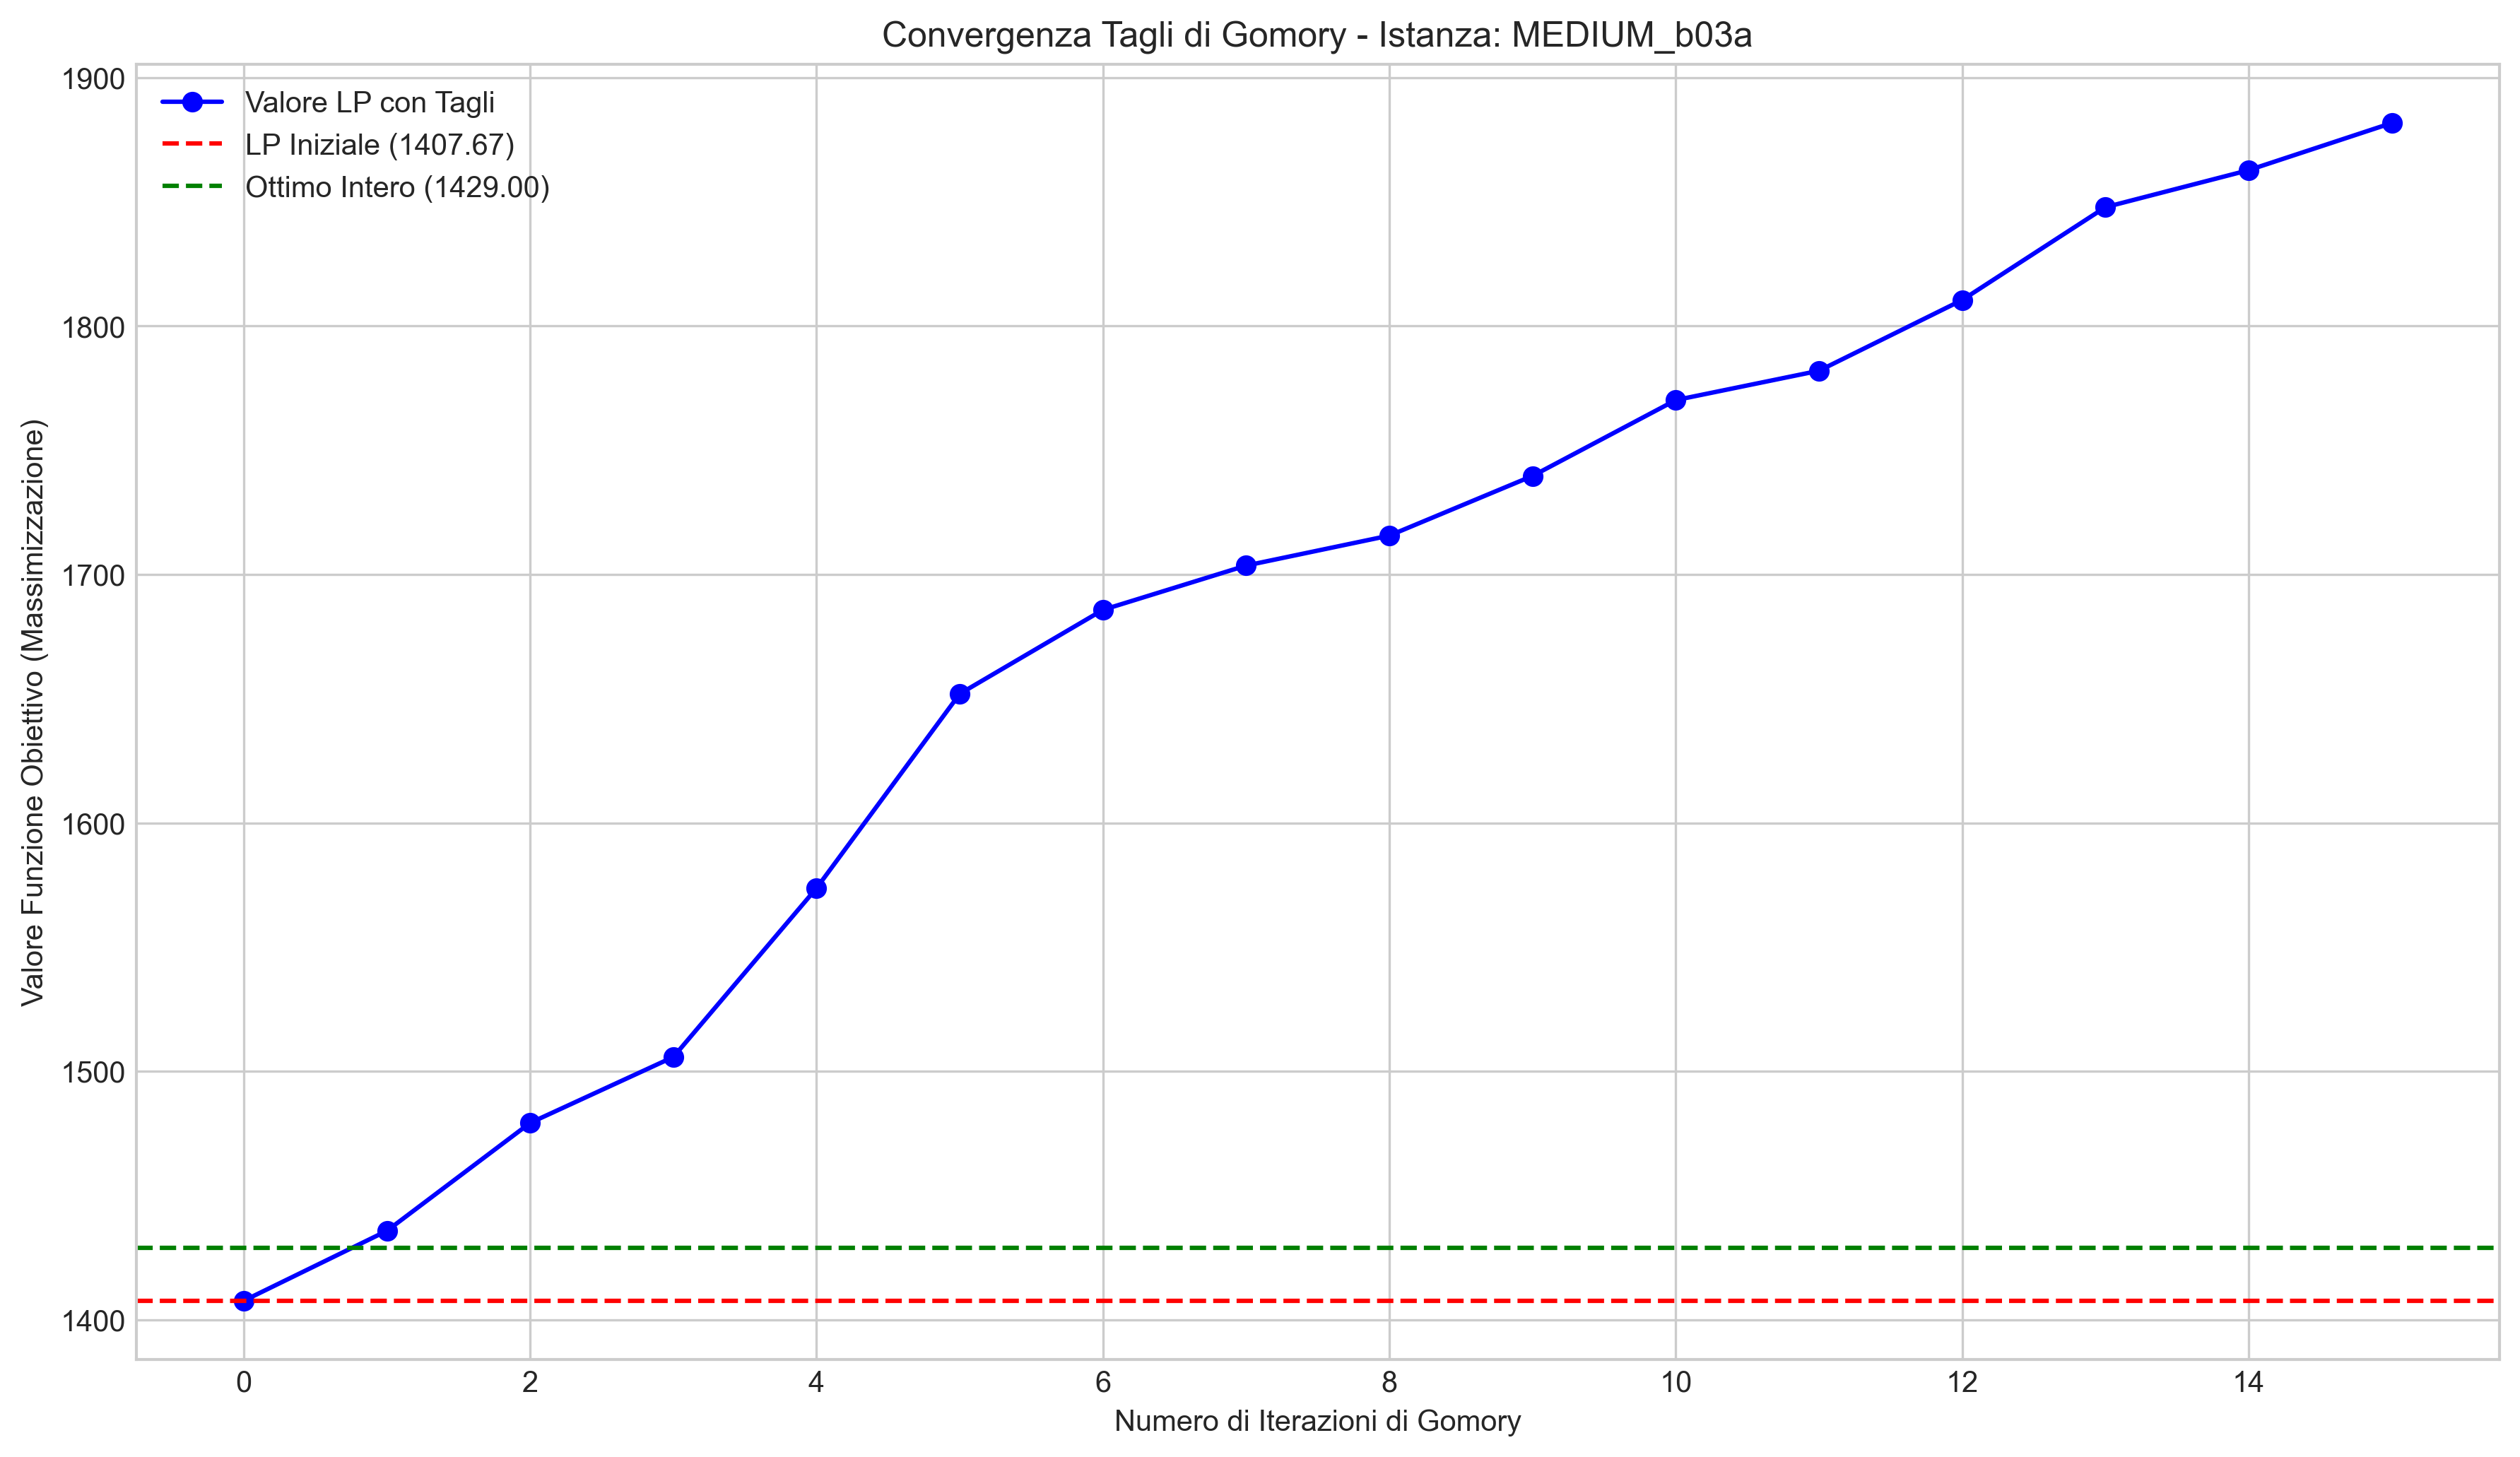 Convergenza Tagli di Gomory - Istanza: MEDIUM_b03a
Valore LP con Tagli
LP Iniziale (1407.67)
Ottimo Intero (1429.00)
Valore Funzione Obiettivo (Massimizzazione)
1900
1800
1700
1600
1500
1400
0 2 4 6 8 10 12 14
Numero di Iterazioni di Gomory